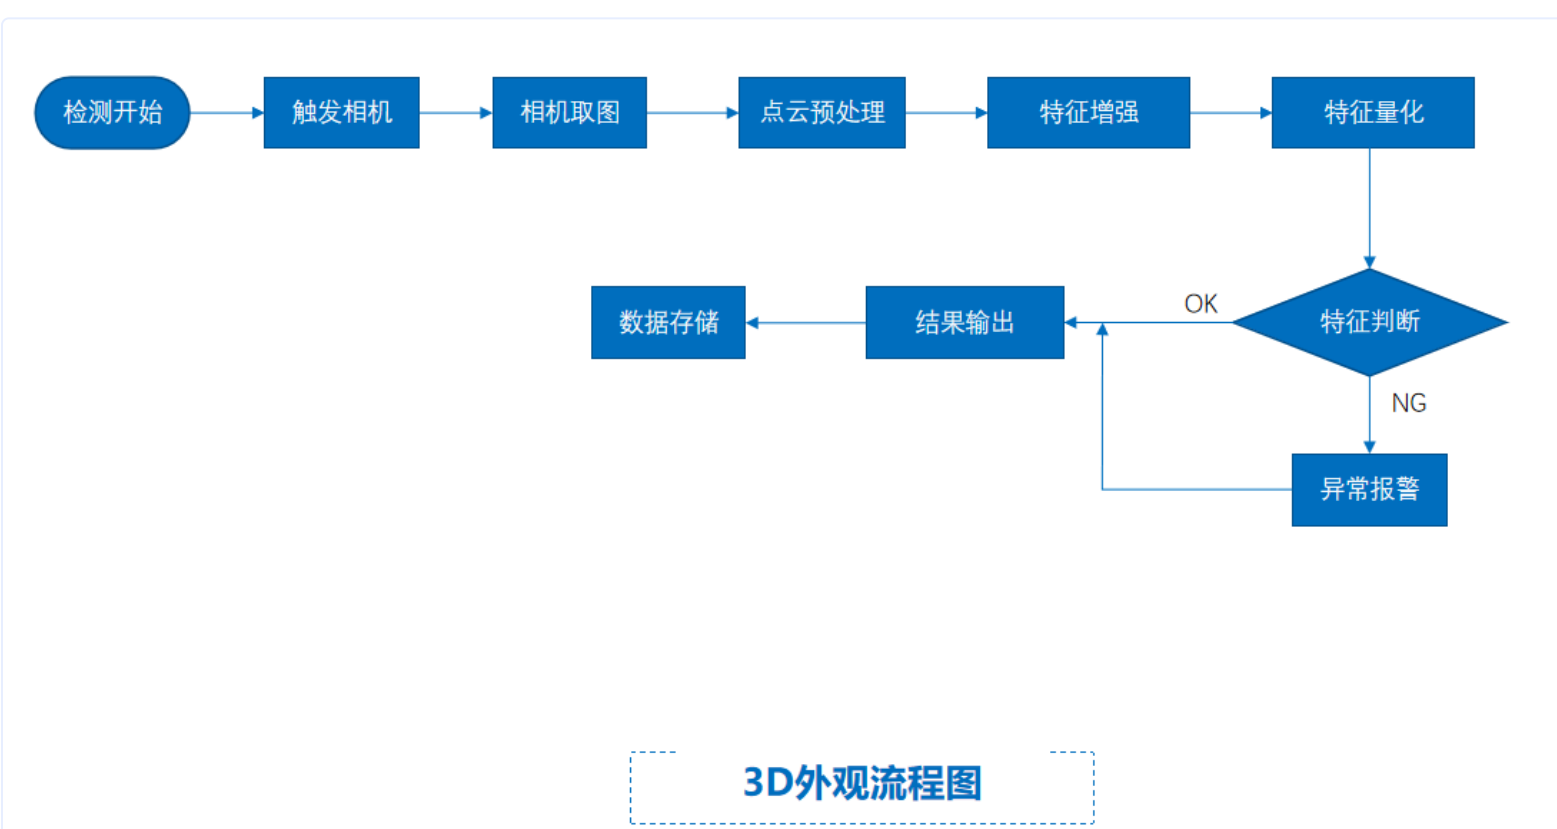 检测开始
触发相机
相机取图
点云预处理
特征增强
特征量化
数据存储
结果输出
OK
特征判断
NG
异常报警
3D外观流程图